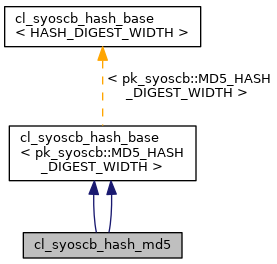 cl_syoscb_hash_base
< HASH_DIGEST_WIDTH >
< pk_syoscb::MD5_HASH
_DIGEST_WIDTH >
cl_syoscb_hash_base
< pk_syoscb::MD5_HASH
_DIGEST_WIDTH >
cl_syoscb_hash_md5